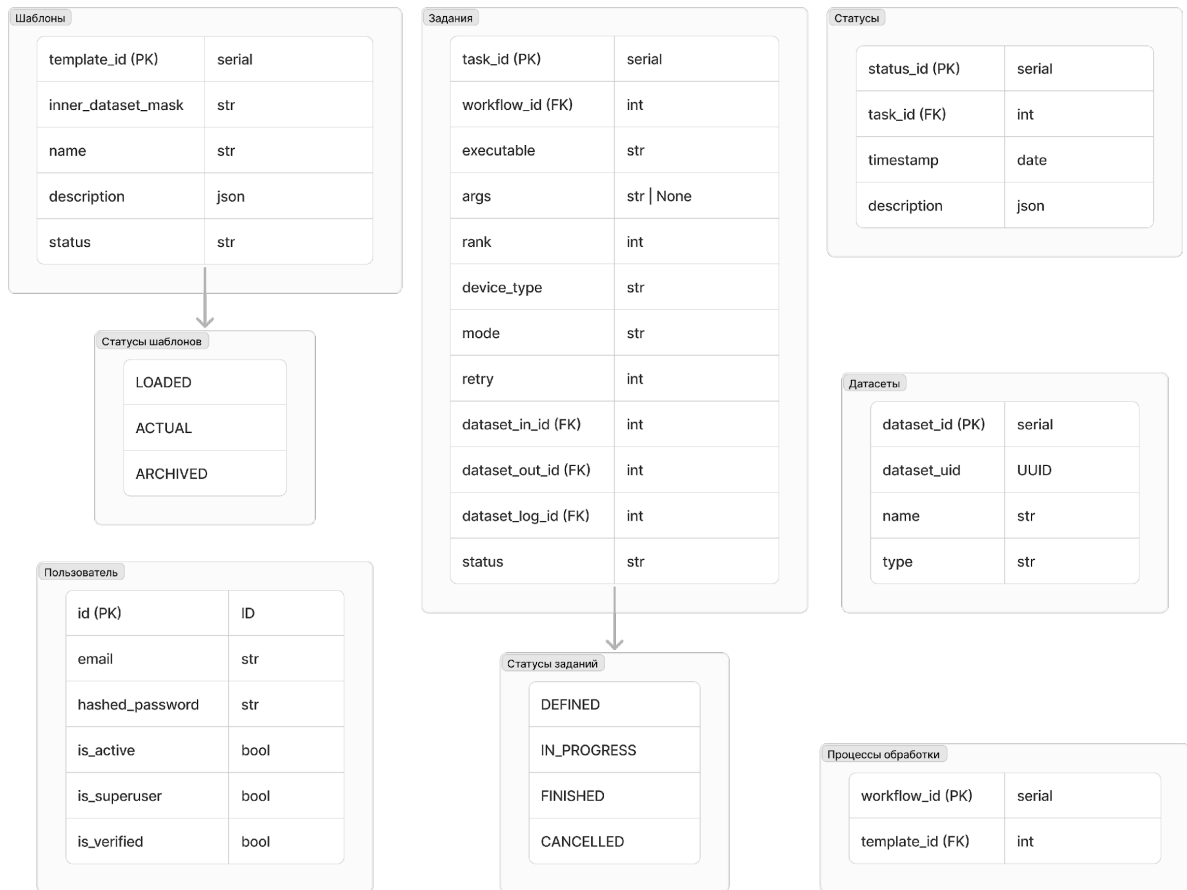 Шаблоны
template_id (PK) serial
inner_dataset_mask str
name str
description json
status str
Статусы шаблонов
LOADED
ACTUAL
ARCHIVED
Пользователь
id (PK) ID
email str
hashed_password str
is_active bool
is_superuser bool
is_verified bool
Задания
task_id (PK) serial
workflow_id (FK) int
executable str
args str | None
rank int
device_type str
mode str
retry int
dataset_in_id (FK) int
dataset_out_id (FK) int
dataset_log_id (FK) int
status str
Статусы заданий
DEFINED
IN_PROGRESS
FINISHED
CANCELLED
Статусы
status_id (PK) serial
task_id (FK) int
timestamp date
description json
Датасеты
dataset_id (PK) serial
dataset_uid UUID
name str
type str
Процессы обработки
workflow_id (PK) serial
template_id (FK) int